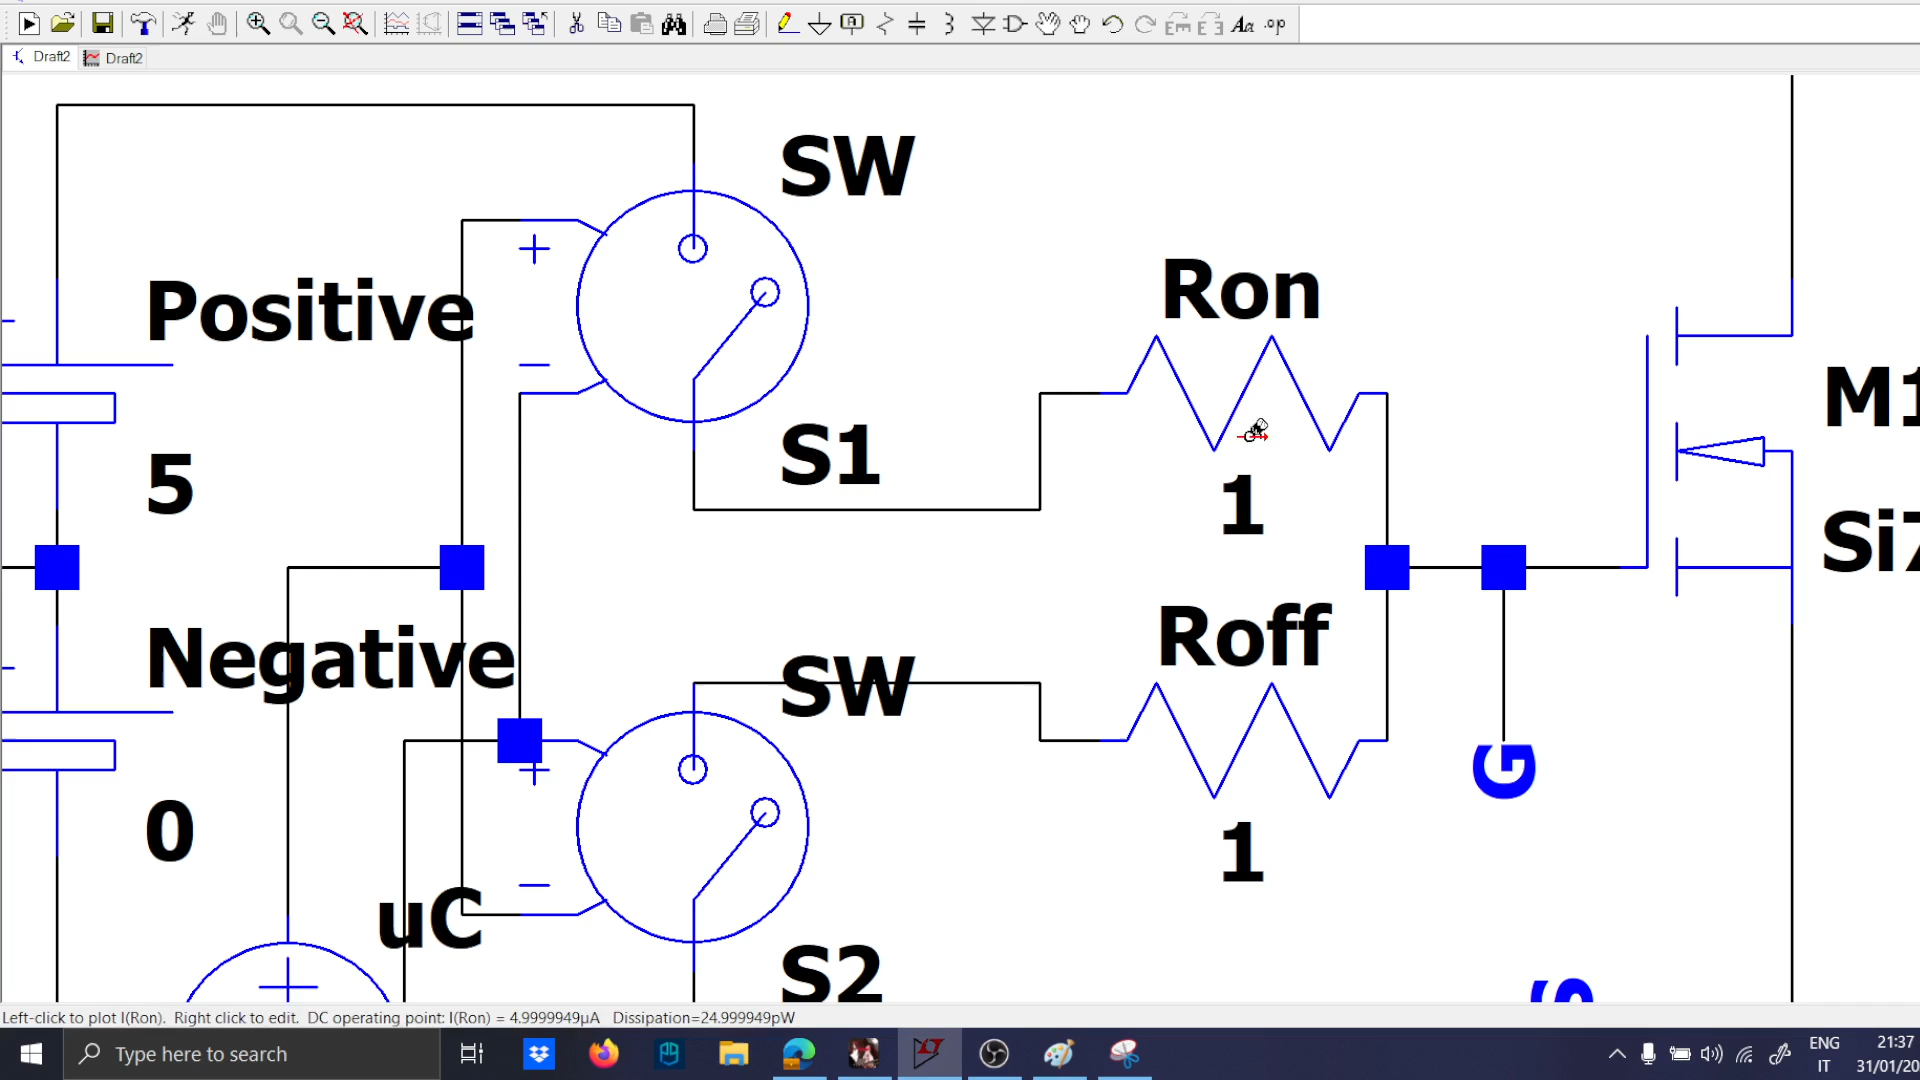 Draft2
Draft2
SW
Ron
Positive
M1
S1
5
1
Si7
Roff
Negative
SW
G
0
1
uC
S2
S
Left-click to plot I(Ron). Right click to edit. DC operating point: I(Ron) = 4.9999949µA Dissipation=24.999949pW
Type here to search
ENG
IT
21:37
31/01/20